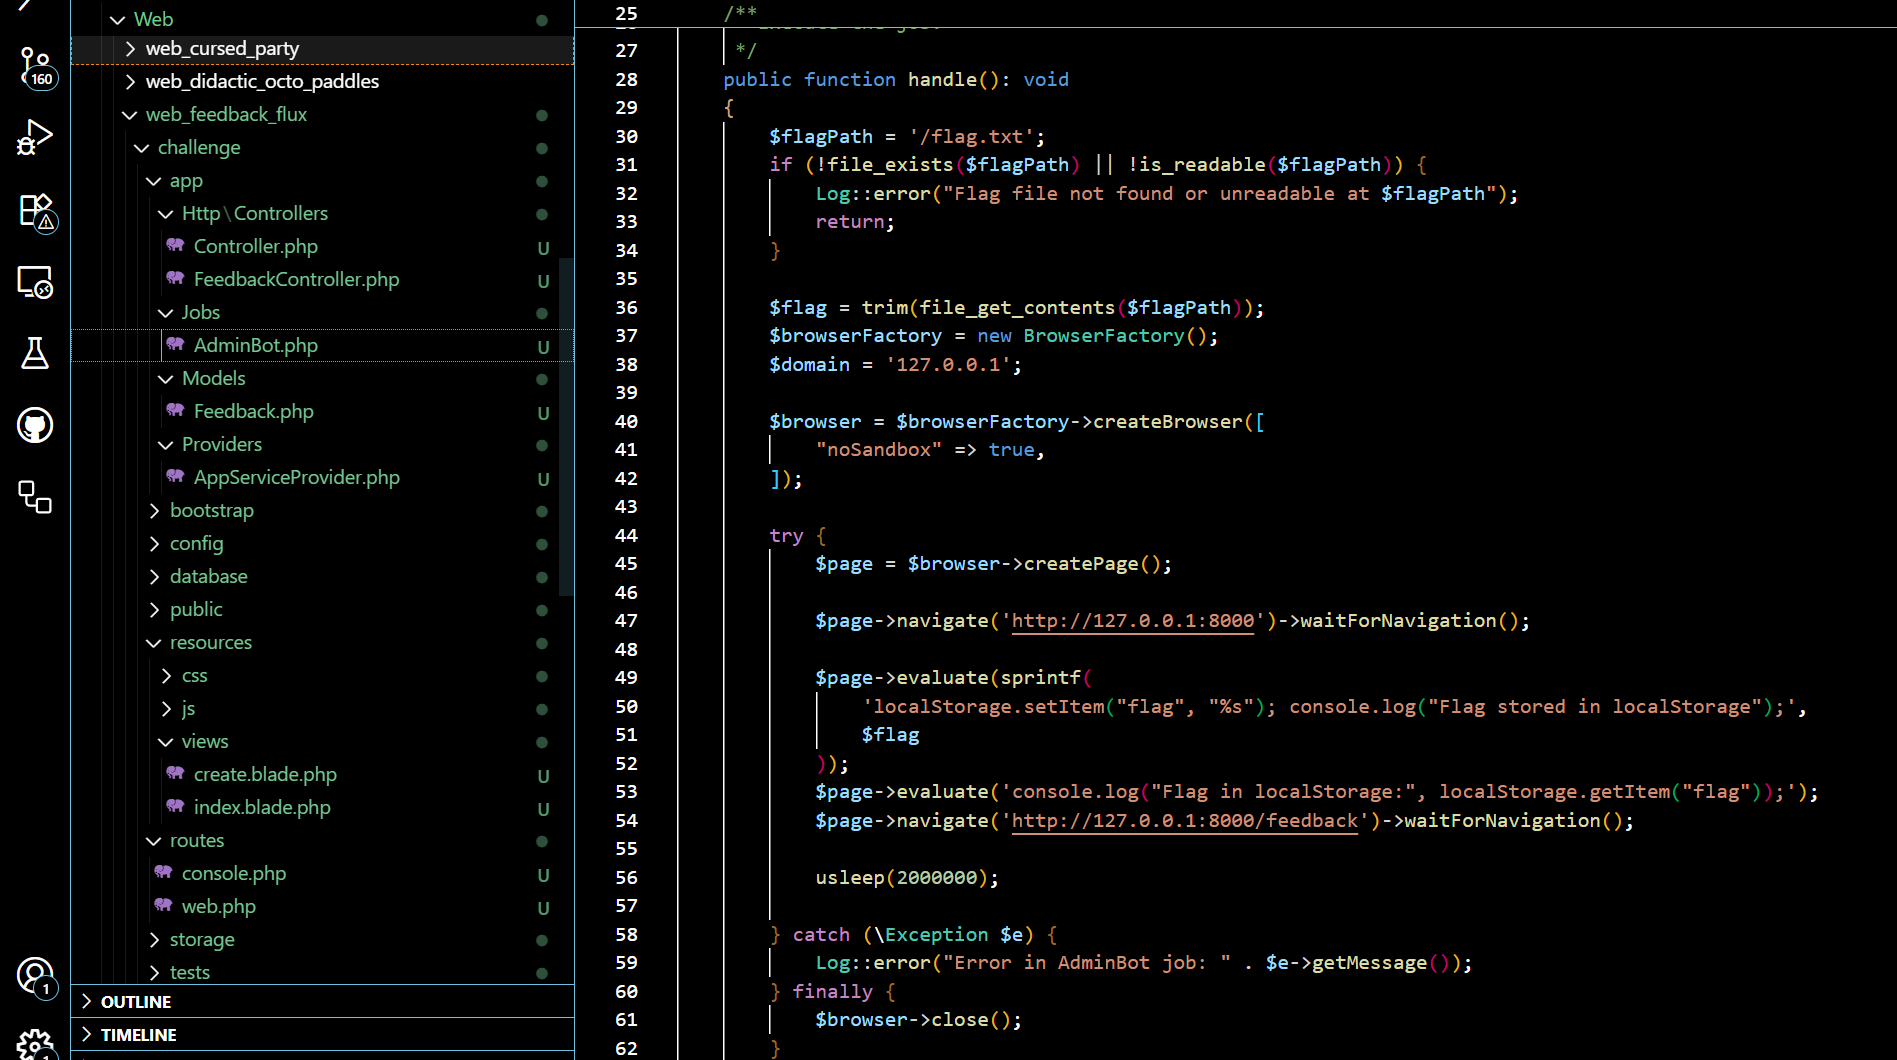 160
1
1
Web
web_cursed_party
web_didactic_octo_paddles
web_feedback_flux
challenge
app
Http\Controllers
Controller.php U
FeedbackController.php U
Jobs
AdminBot.php U
Models
Feedback.php U
Providers
AppServiceProvider.php U
bootstrap
config
database
public
resources
css
js
views
create.blade.php U
index.blade.php U
routes
console.php U
web.php U
storage
tests
OUTLINE
TIMELINE
25 /**
27 */
28 public function handle(): void
29 {
30 $flagPath = '/flag.txt';
31 if (!file_exists($flagPath) || !is_readable($flagPath)) {
32 Log::error("Flag file not found or unreadable at $flagPath");
33 return;
34 }
35
36 $flag = trim(file_get_contents($flagPath));
37 $browserFactory = new BrowserFactory();
38 $domain = '127.0.0.1';
39
40 $browser = $browserFactory->createBrowser([
41 "noSandbox" => true,
42 ]);
43
44 try {
45 $page = $browser->createPage();
46
47 $page->navigate('http://127.0.0.1:8000')->waitForNavigation();
48
49 $page->evaluate(sprintf(
50 'localStorage.setItem("flag", "%s"); console.log("Flag stored in localStorage");',
51 $flag
52 ));
53 $page->evaluate('console.log("Flag in localStorage:", localStorage.getItem("flag"));');
54 $page->navigate('http://127.0.0.1:8000/feedback')->waitForNavigation();
55
56 usleep(2000000);
57
58 } catch (\Exception $e) {
59 Log::error("Error in AdminBot job: " . $e->getMessage());
60 } finally {
61 $browser->close();
62 }